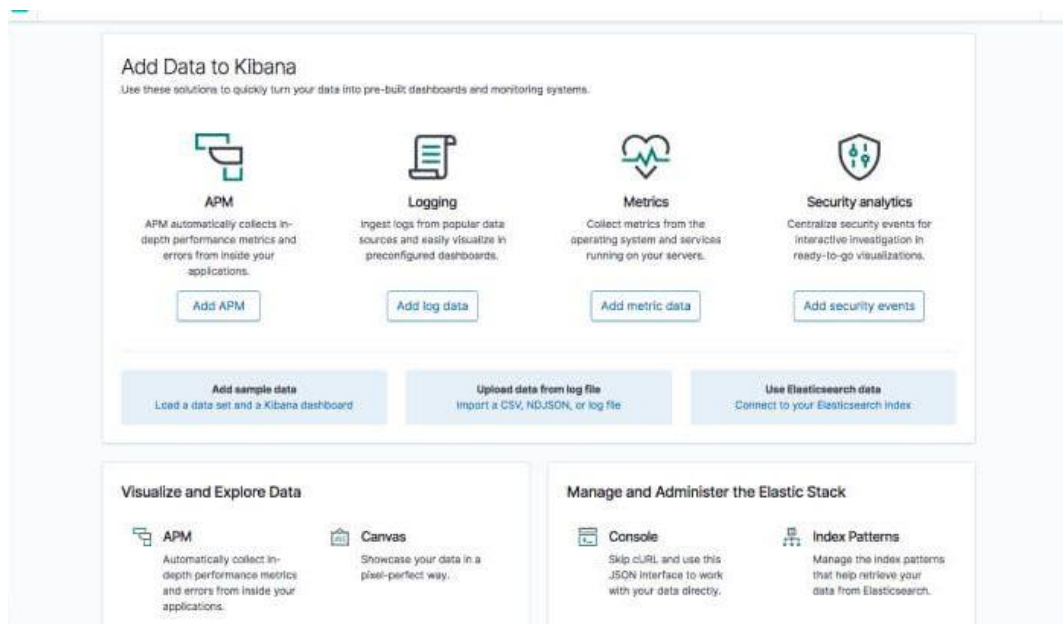 Add Data to Kibana
Use these solutions to quickly turn your data into pre-built dashboards and monitoring systems.
APM
APM automatically collects in-
depth performance metrics and
errors from inside your
applications.
Add APM
Logging
Ingest logs from popular data
sources and easily visualize in
preconfigured dashboards.
Add log data
Metrics
Collect metrics from the
operating system and services
running on your servers.
Add metric data
Security analytics
Centralize security events for
interactive investigation in
ready-to-go visualizations.
Add security events
Add sample data
Load a data set and a Kibana dashboard
Upload data from log file
Import a CSV, NDJSON, or log file
Use Elasticsearch data
Connect to your Elasticsearch index
Visualize and Explore Data
APM
Automatically collect in-
depth performance metrics
and errors from inside your
applications.
Canvas
Showcase your data in a
pixel-perfect way.
Manage and Administer the Elastic Stack
Console
Skip cURL and use this
JSON interface to work
with your data directly.
Index Patterns
Manage the index patterns
that help retrieve your
data from Elasticsearch.